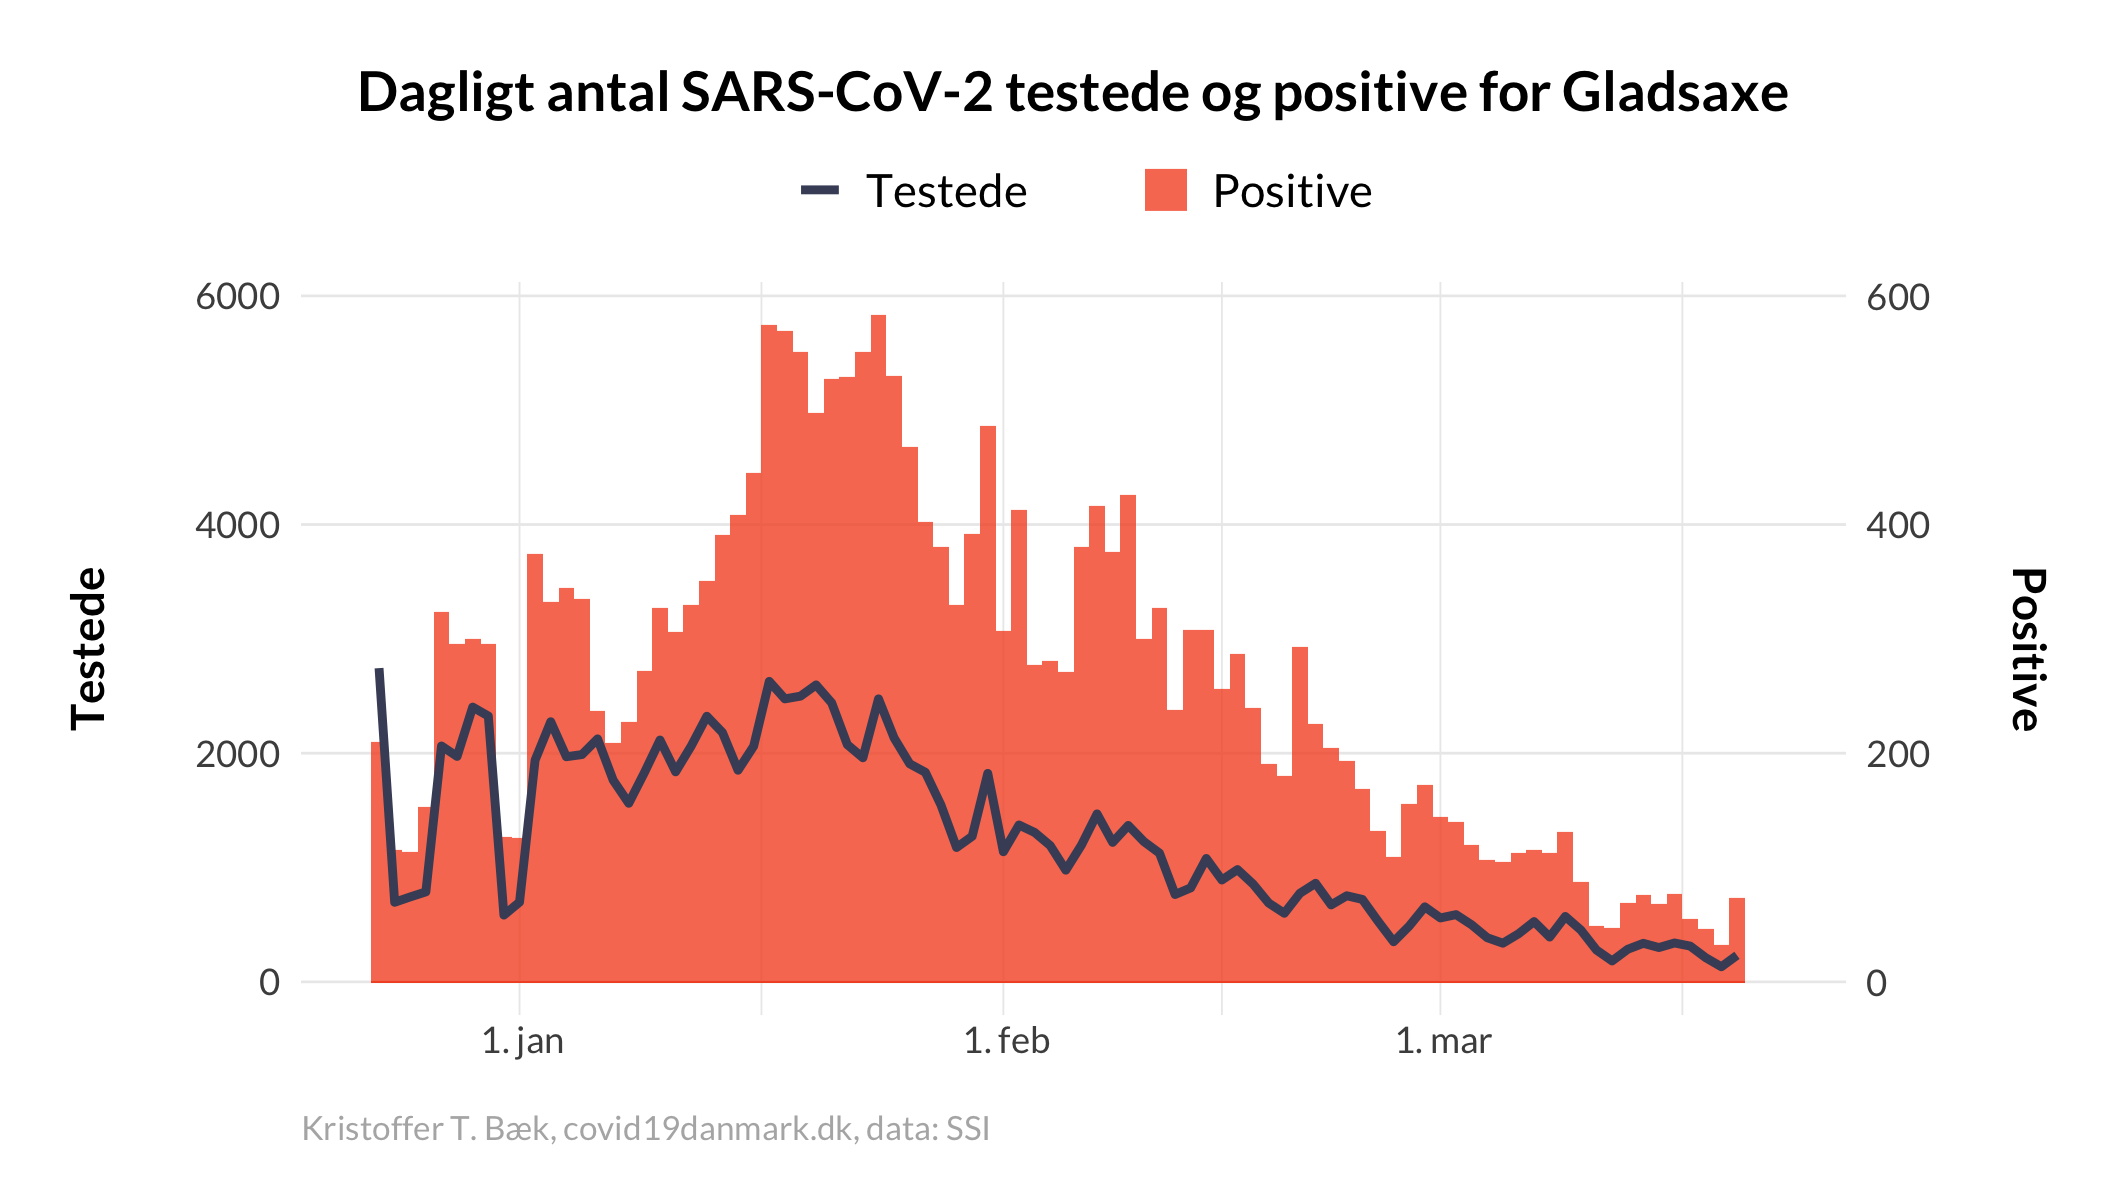 Dagligt antal SARS-CoV-2 testede og positive for Gladsaxe
Testede Positive
6000 600
4000 400
Testede
Positive
2000 200
0 0
1. jan 1. feb 1. mar
Kristoffer T. Bæk, covid19danmark.dk, data: SSI